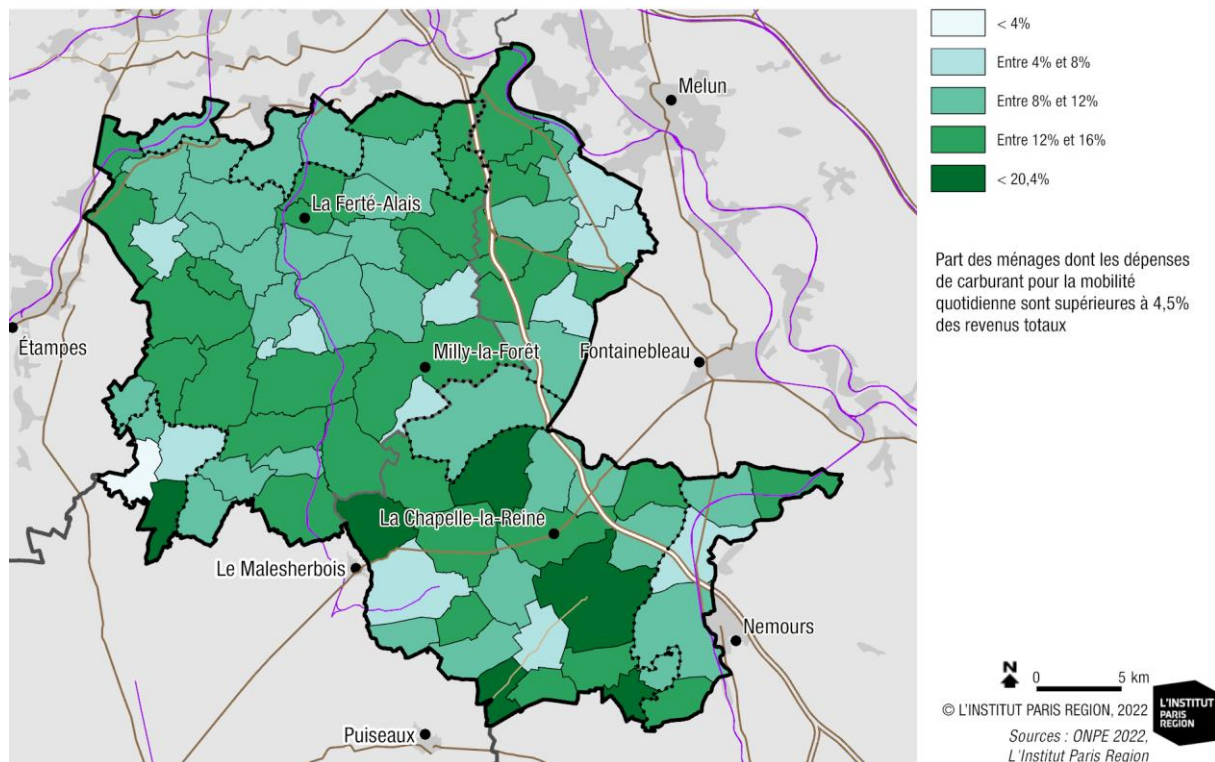 Melun
La Ferté-Alais
Étampes
Milly-la-Forêt
Fontainebleau
La Chapelle-la-Reine
Le Malesherbois
Nemours
Puiseaux
< 4%
Entre 4% et 8%
Entre 8% et 12%
Entre 12% et 16%
< 20,4%
Part des ménages dont les dépenses
de carburant pour la mobilité
quotidienne sont supérieures à 4,5%
des revenus totaux
N
0 5 km
© L'INSTITUT PARIS REGION, 2022
Sources : ONPE 2022,
L'Institut Paris Region
L'INSTITUT
PARIS
REGION